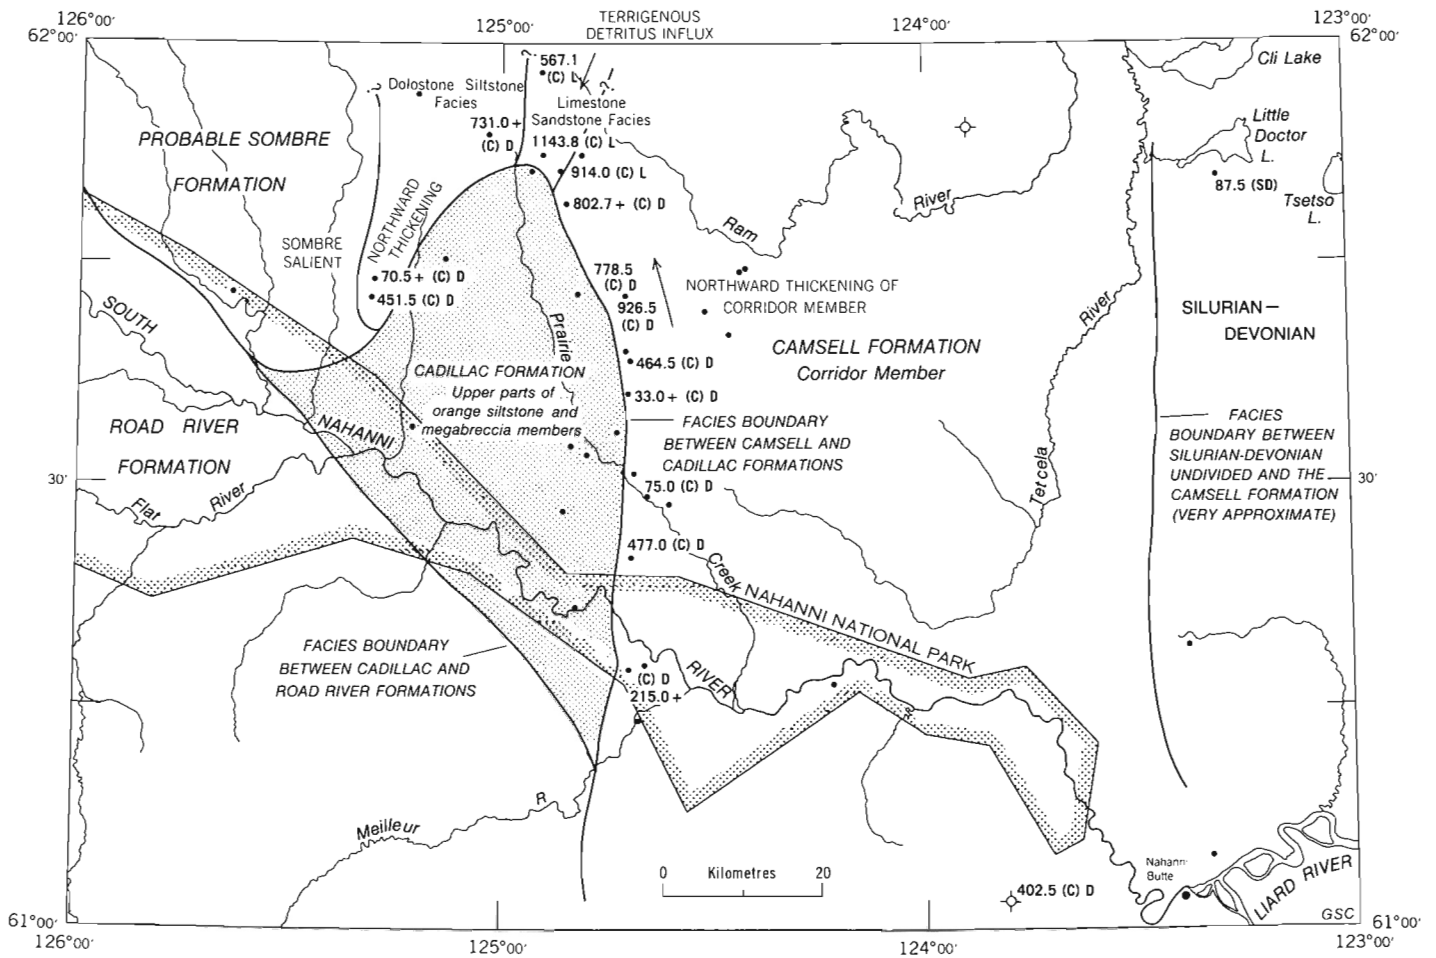 126°00′
125°00′
TERRIGENOUS
DETRITUS INFLUX
124°00′
123°00′
62°00′
62°00′
?
567.1
(C) L
?
?
Dolostone Siltstone
Facies
Limestone
Sandstone Facies
731.0+
(C) D
1143.8 (C) L
914.0 (C) L
802.7+ (C) D
PROBABLE SOMBRE
FORMATION
SOMBRE
SALIENT
NORTHWARD
THICKENING
70.5+ (C) D
451.5 (C) D
778.5
(C) D
926.5
(C) D
464.5 (C) D
33.0+ (C) D
NORTHWARD THICKENING OF
CORRIDOR MEMBER
CAMSELL FORMATION
Corridor Member
Ram
River
Cli Lake
Little
Doctor
L.
87.5 (SD)
Tsetso
L.
SILURIAN–
DEVONIAN
River
Tetcela
SOUTH
NAHANNI
Prairie
CADILLAC FORMATION
Upper parts of
orange siltstone and
megabreccia members
ROAD RIVER
FORMATION
FACIES BOUNDARY
BETWEEN CAMSELL AND
CADILLAC FORMATIONS
FACIES
BOUNDARY BETWEEN
SILURIAN-DEVONIAN
UNDIVIDED AND THE
CAMSELL FORMATION
(VERY APPROXIMATE)
30′
30′
Flat
River
75.0 (C) D
477.0 (C) D
Creek
NAHANNI NATIONAL PARK
FACIES BOUNDARY
BETWEEN CADILLAC AND
ROAD RIVER FORMATIONS
(C) D
215.0+
RIVER
R
R
Meilleur
0 Kilometres 20
402.5 (C) D
Nahanni
Butte
LIARD RIVER
GSC
61°00′
61°00′
126°00′
125°00′
124°00′
123°00′